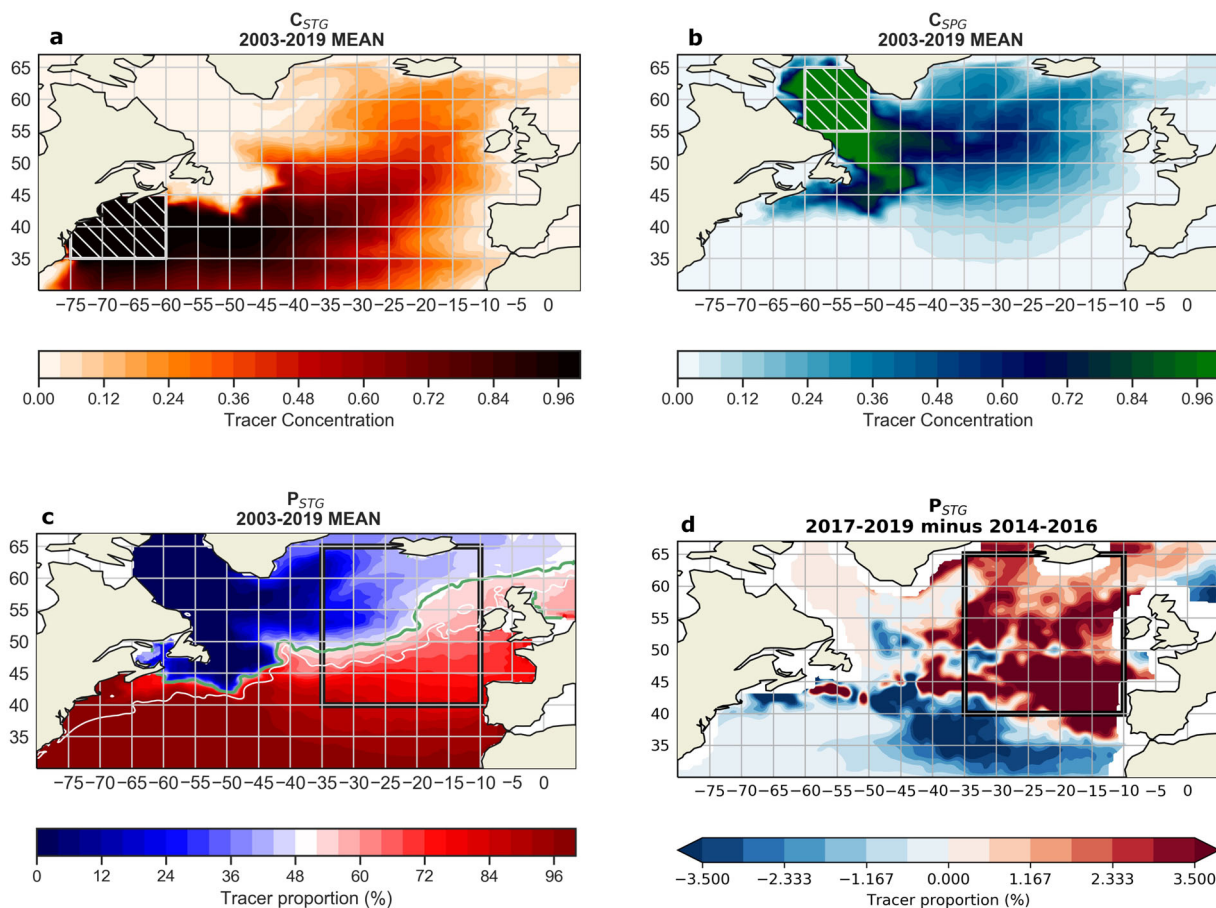 a
C_STG
2003-2019 MEAN
65
60
55
50
45
40
35
−75−70−65−60−55−50−45−40−35−30−25−20−15−10 −5 0
0.00 0.12 0.24 0.36 0.48 0.60 0.72 0.84 0.96
Tracer Concentration
b
C_SPG
2003-2019 MEAN
65
60
55
50
45
40
35
−75−70−65−60−55−50−45−40−35−30−25−20−15−10 −5 0
0.00 0.12 0.24 0.36 0.48 0.60 0.72 0.84 0.96
Tracer Concentration
c
P_STG
2003-2019 MEAN
65
60
55
50
45
40
35
−75−70−65−60−55−50−45−40−35−30−25−20−15−10 −5 0
0 12 24 36 48 60 72 84 96
Tracer proportion (%)
d
P_STG
2017-2019 minus 2014-2016
65
60
55
50
45
40
35
−75−70−65−60−55−50−45−40−35−30−25−20−15−10 −5 0
−3.500 −2.333 −1.167 0.000 1.167 2.333 3.500
Tracer proportion (%)